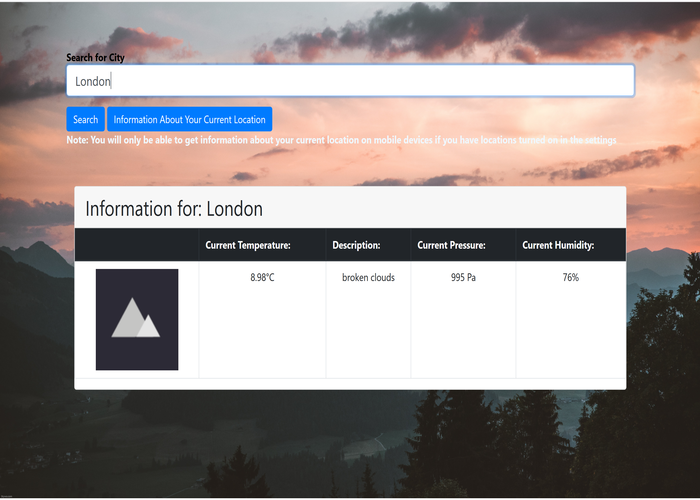 Search for City
London
Search Information About Your Current Location
Note: You will only be able to get information about your current location on mobile devices if you have locations turned on in the settings
Information for: London
Current Temperature: Description: Current Pressure: Current Humidity:
8.98°C broken clouds 995 Pa 76%